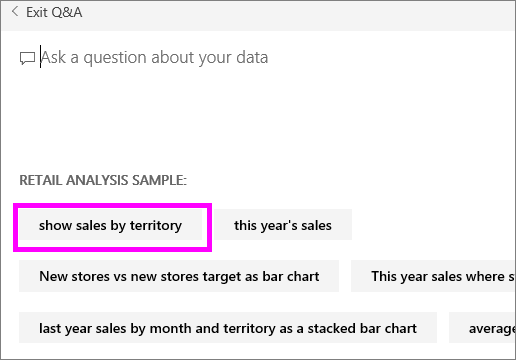 Exit Q&A
Ask a question about your data
RETAIL ANALYSIS SAMPLE:
show sales by territory this year's sales
New stores vs new stores target as bar chart This year sales where s
last year sales by month and territory as a stacked bar chart average